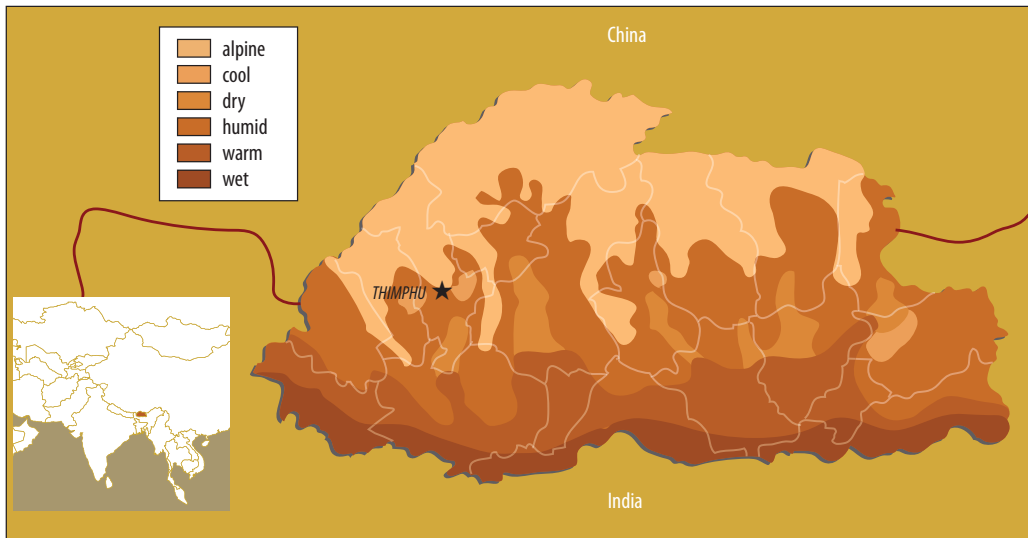 China
alpine
cool
dry
humid
warm
wet
THIMPHU
India